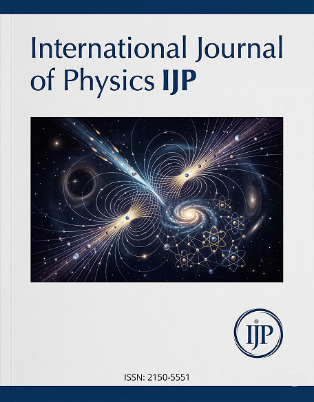 International Journal
of Physics IJP
IJP
ISSN: 2150-5551